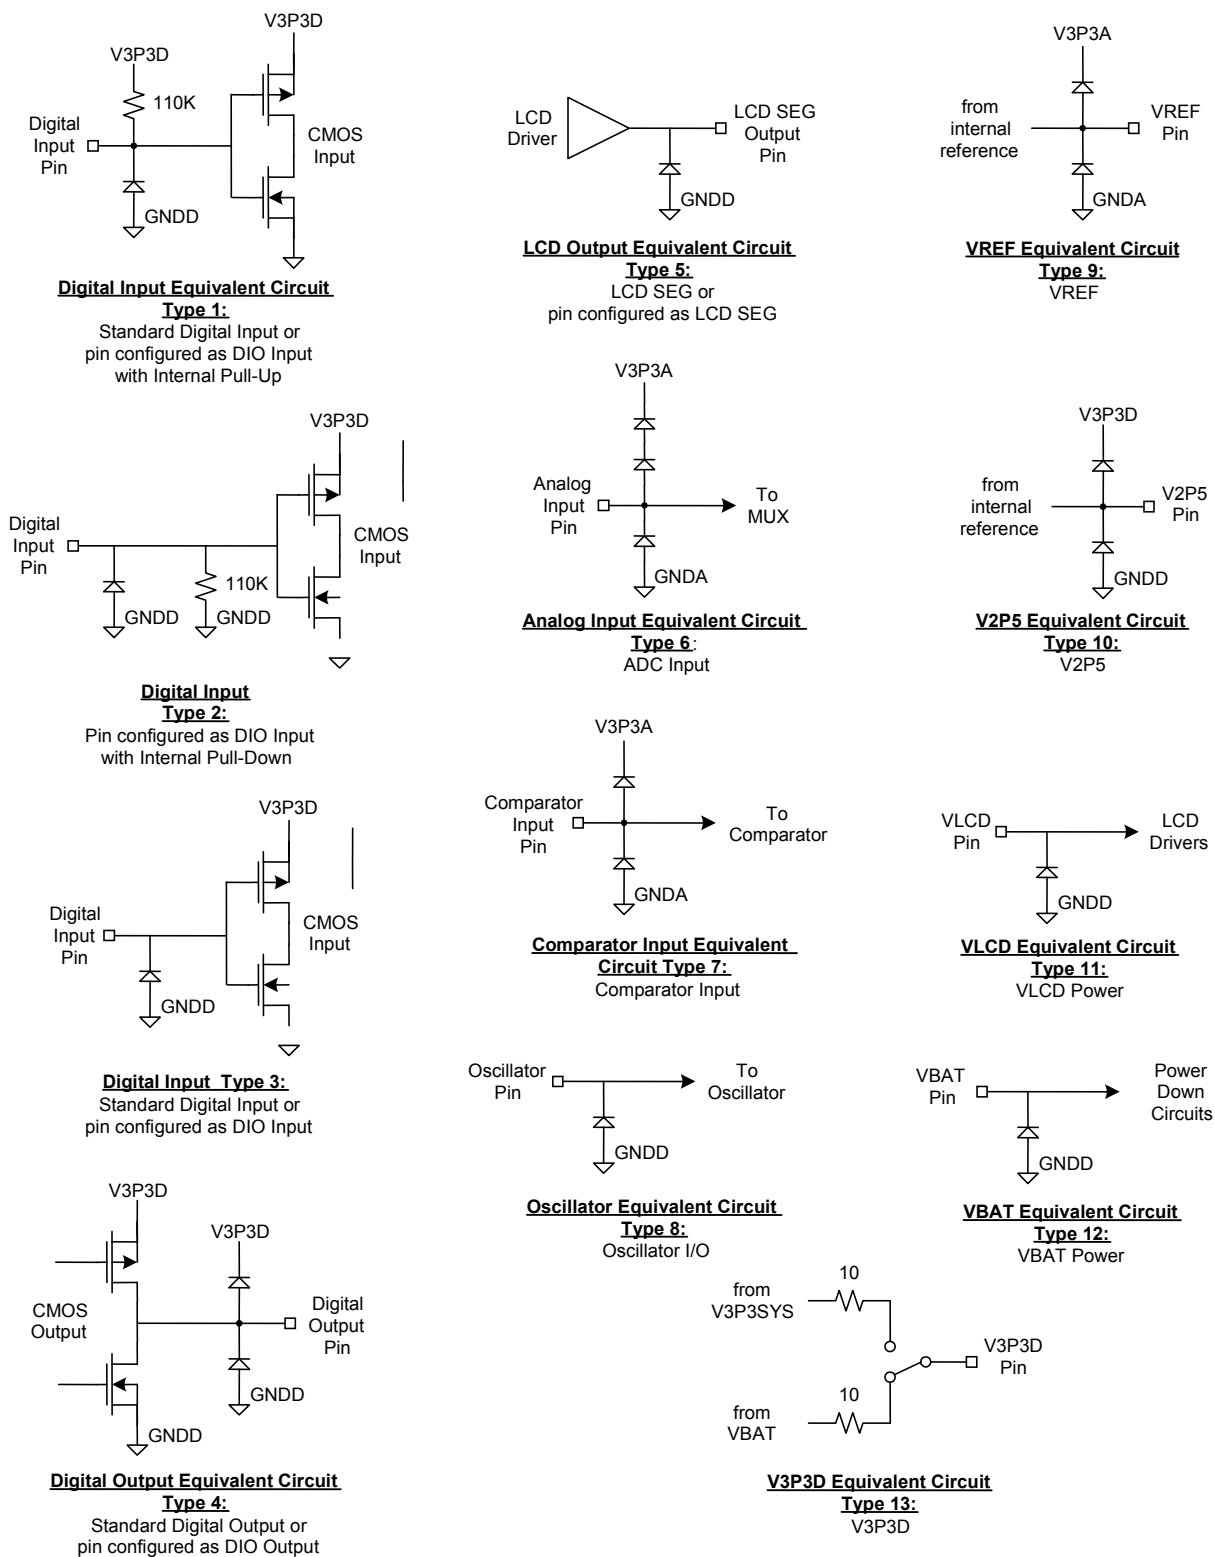 V3P3D
V3P3D
110K
Digital
Input
Pin
CMOS
Input
GNDD
Digital Input Equivalent Circuit
Type 1:
Standard Digital Input or
pin configured as DIO Input
with Internal Pull-Up
V3P3D
Digital
Input
Pin
CMOS
Input
110K
GNDD
GNDD
Digital Input
Type 2:
Pin configured as DIO Input
with Internal Pull-Down
V3P3D
Digital
Input
Pin
CMOS
Input
GNDD
Digital Input Type 3:
Standard Digital Input or
pin configured as DIO Input
V3P3D
V3P3D
CMOS
Output
Digital
Output
Pin
GNDD
GNDD
Digital Output Equivalent Circuit
Type 4:
Standard Digital Output or
pin configured as DIO Output
LCD
Driver
LCD SEG
Output
Pin
GNDD
LCD Output Equivalent Circuit
Type 5:
LCD SEG or
pin configured as LCD SEG
V3P3A
Analog
Input
Pin
To
MUX
GNDA
Analog Input Equivalent Circuit
Type 6:
ADC Input
V3P3A
Comparator
Input
Pin
To
Comparator
GNDA
Comparator Input Equivalent
Circuit Type 7:
Comparator Input
Oscillator
Pin
To
Oscillator
GNDD
Oscillator Equivalent Circuit
Type 8:
Oscillator I/O
V3P3A
from
internal
reference
VREF
Pin
GNDA
VREF Equivalent Circuit
Type 9:
VREF
V3P3D
from
internal
reference
V2P5
Pin
GNDD
V2P5 Equivalent Circuit
Type 10:
V2P5
VLCD
Pin
LCD
Drivers
GNDD
VLCD Equivalent Circuit
Type 11:
VLCD Power
VBAT
Pin
Power
Down
Circuits
GNDD
VBAT Equivalent Circuit
Type 12:
VBAT Power
10
from
V3P3SYS
V3P3D
Pin
10
from
VBAT
V3P3D Equivalent Circuit
Type 13:
V3P3D